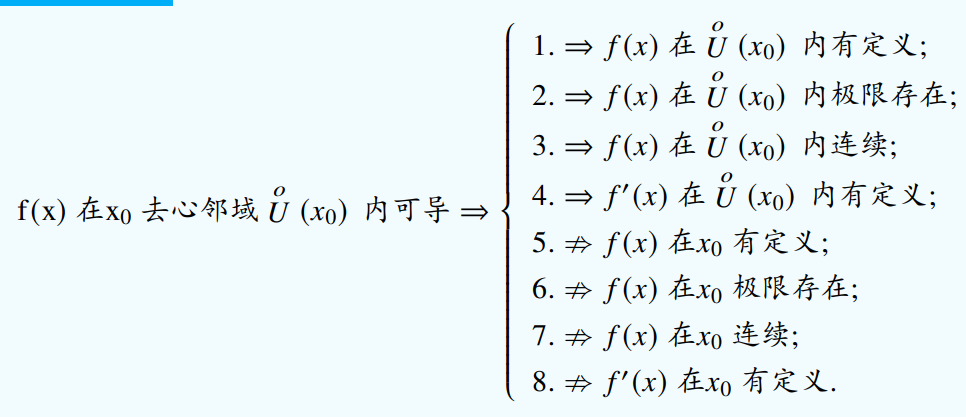 1. ⇒ f(x) 在 Ů (x₀) 内有定义;
2. ⇒ f(x) 在 Ů (x₀) 内极限存在;
3. ⇒ f(x) 在 Ů (x₀) 内连续;
f(x) 在x₀ 去心邻域 Ů (x₀) 内可导 ⇒
4. ⇒ f′(x) 在 Ů (x₀) 内有定义;
5. ⇏ f(x) 在x₀ 有定义;
6. ⇏ f(x) 在x₀ 极限存在;
7. ⇏ f(x) 在x₀ 连续;
8. ⇏ f′(x) 在x₀ 有定义.